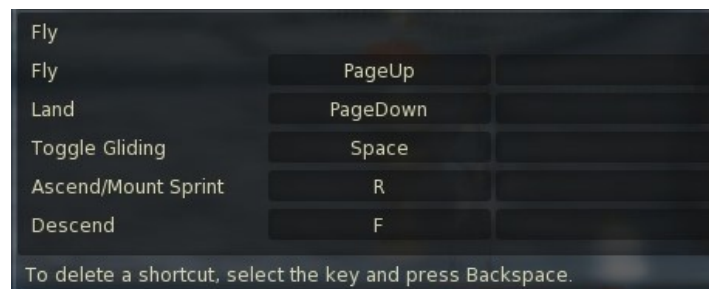 Fly
Fly PageUp
Land PageDown
Toggle Gliding Space
Ascend/Mount Sprint R
Descend F
To delete a shortcut, select the key and press Backspace.